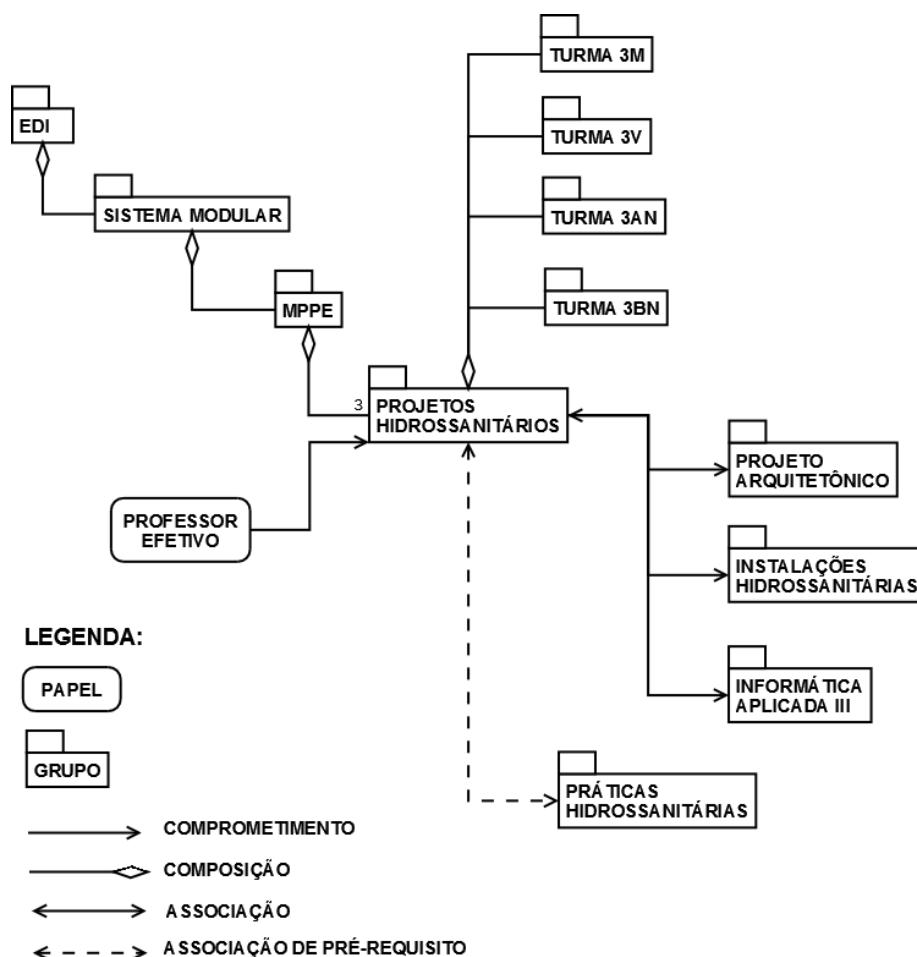 TURMA 3M
EDI
TURMA 3V
SISTEMA MODULAR
TURMA 3AN
MPPE
TURMA 3BN
3
PROJETOS
HIDROSSANITÁRIOS
PROJETO
ARQUITETÔNICO
PROFESSOR
EFETIVO
INSTALAÇÕES
HIDROSSANITÁRIAS
INFORMÁTICA
APLICADA III
PRÁTICAS
HIDROSSANITÁRIAS
LEGENDA:
PAPEL
GRUPO
COMPROMETIMENTO
COMPOSIÇÃO
ASSOCIAÇÃO
ASSOCIAÇÃO DE PRÉ-REQUISITO